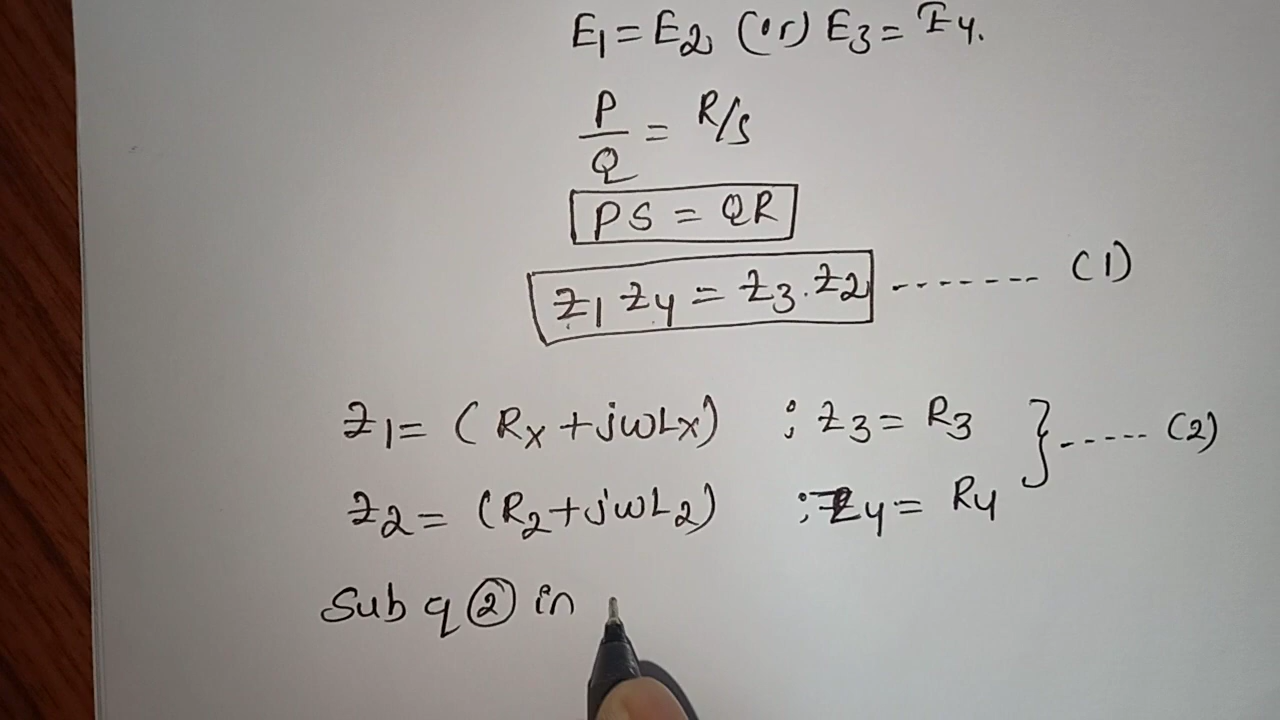 E1 = E2 (or) E3 = E4.
P/Q = R/S
PS = QR
Z1 Z4 = Z3 . Z2 -------- (1)
Z1 = (Rx + jωLx) ; Z3 = R3
} ------ (2)
Z2 = (R2 + jωL2) ; Z4 = R4
Sub q ② in